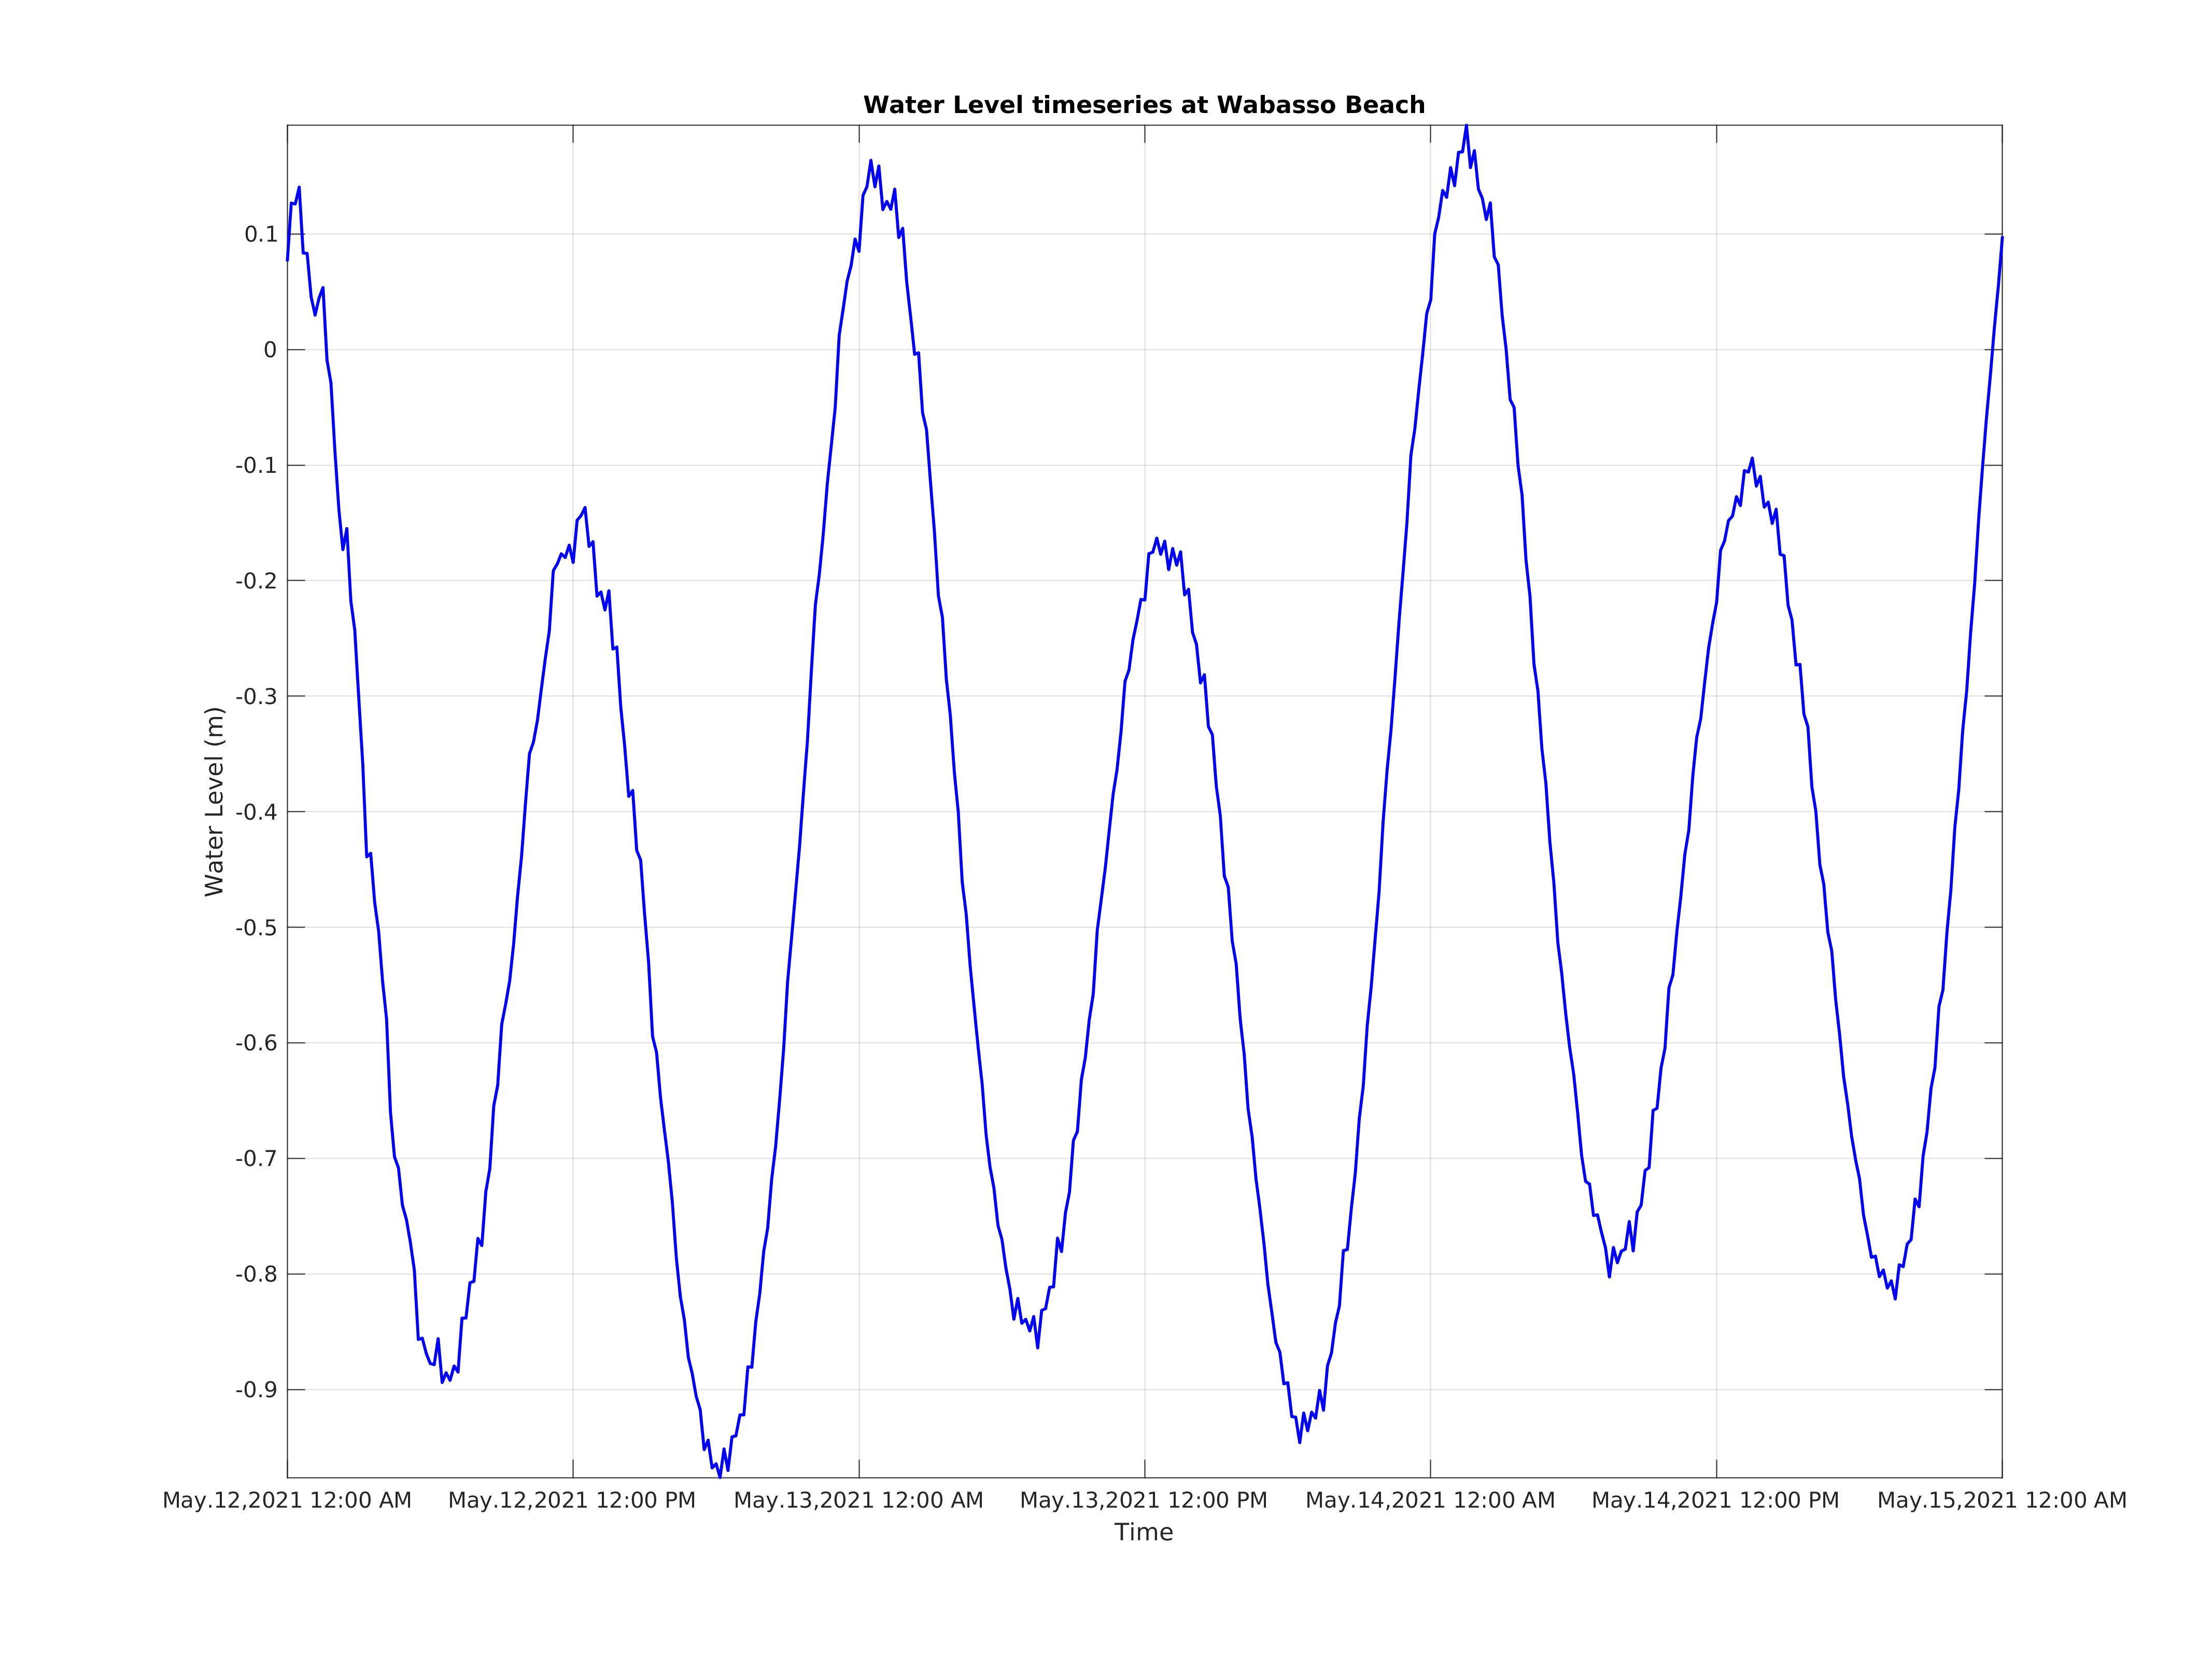 Water Level timeseries at Wabasso Beach
0.1
0
-0.1
-0.2
-0.3
-0.4
-0.5
-0.6
-0.7
-0.8
-0.9
Water Level (m)
May.12,2021 12:00 AM
May.12,2021 12:00 PM
May.13,2021 12:00 AM
May.13,2021 12:00 PM
May.14,2021 12:00 AM
May.14,2021 12:00 PM
May.15,2021 12:00 AM
Time